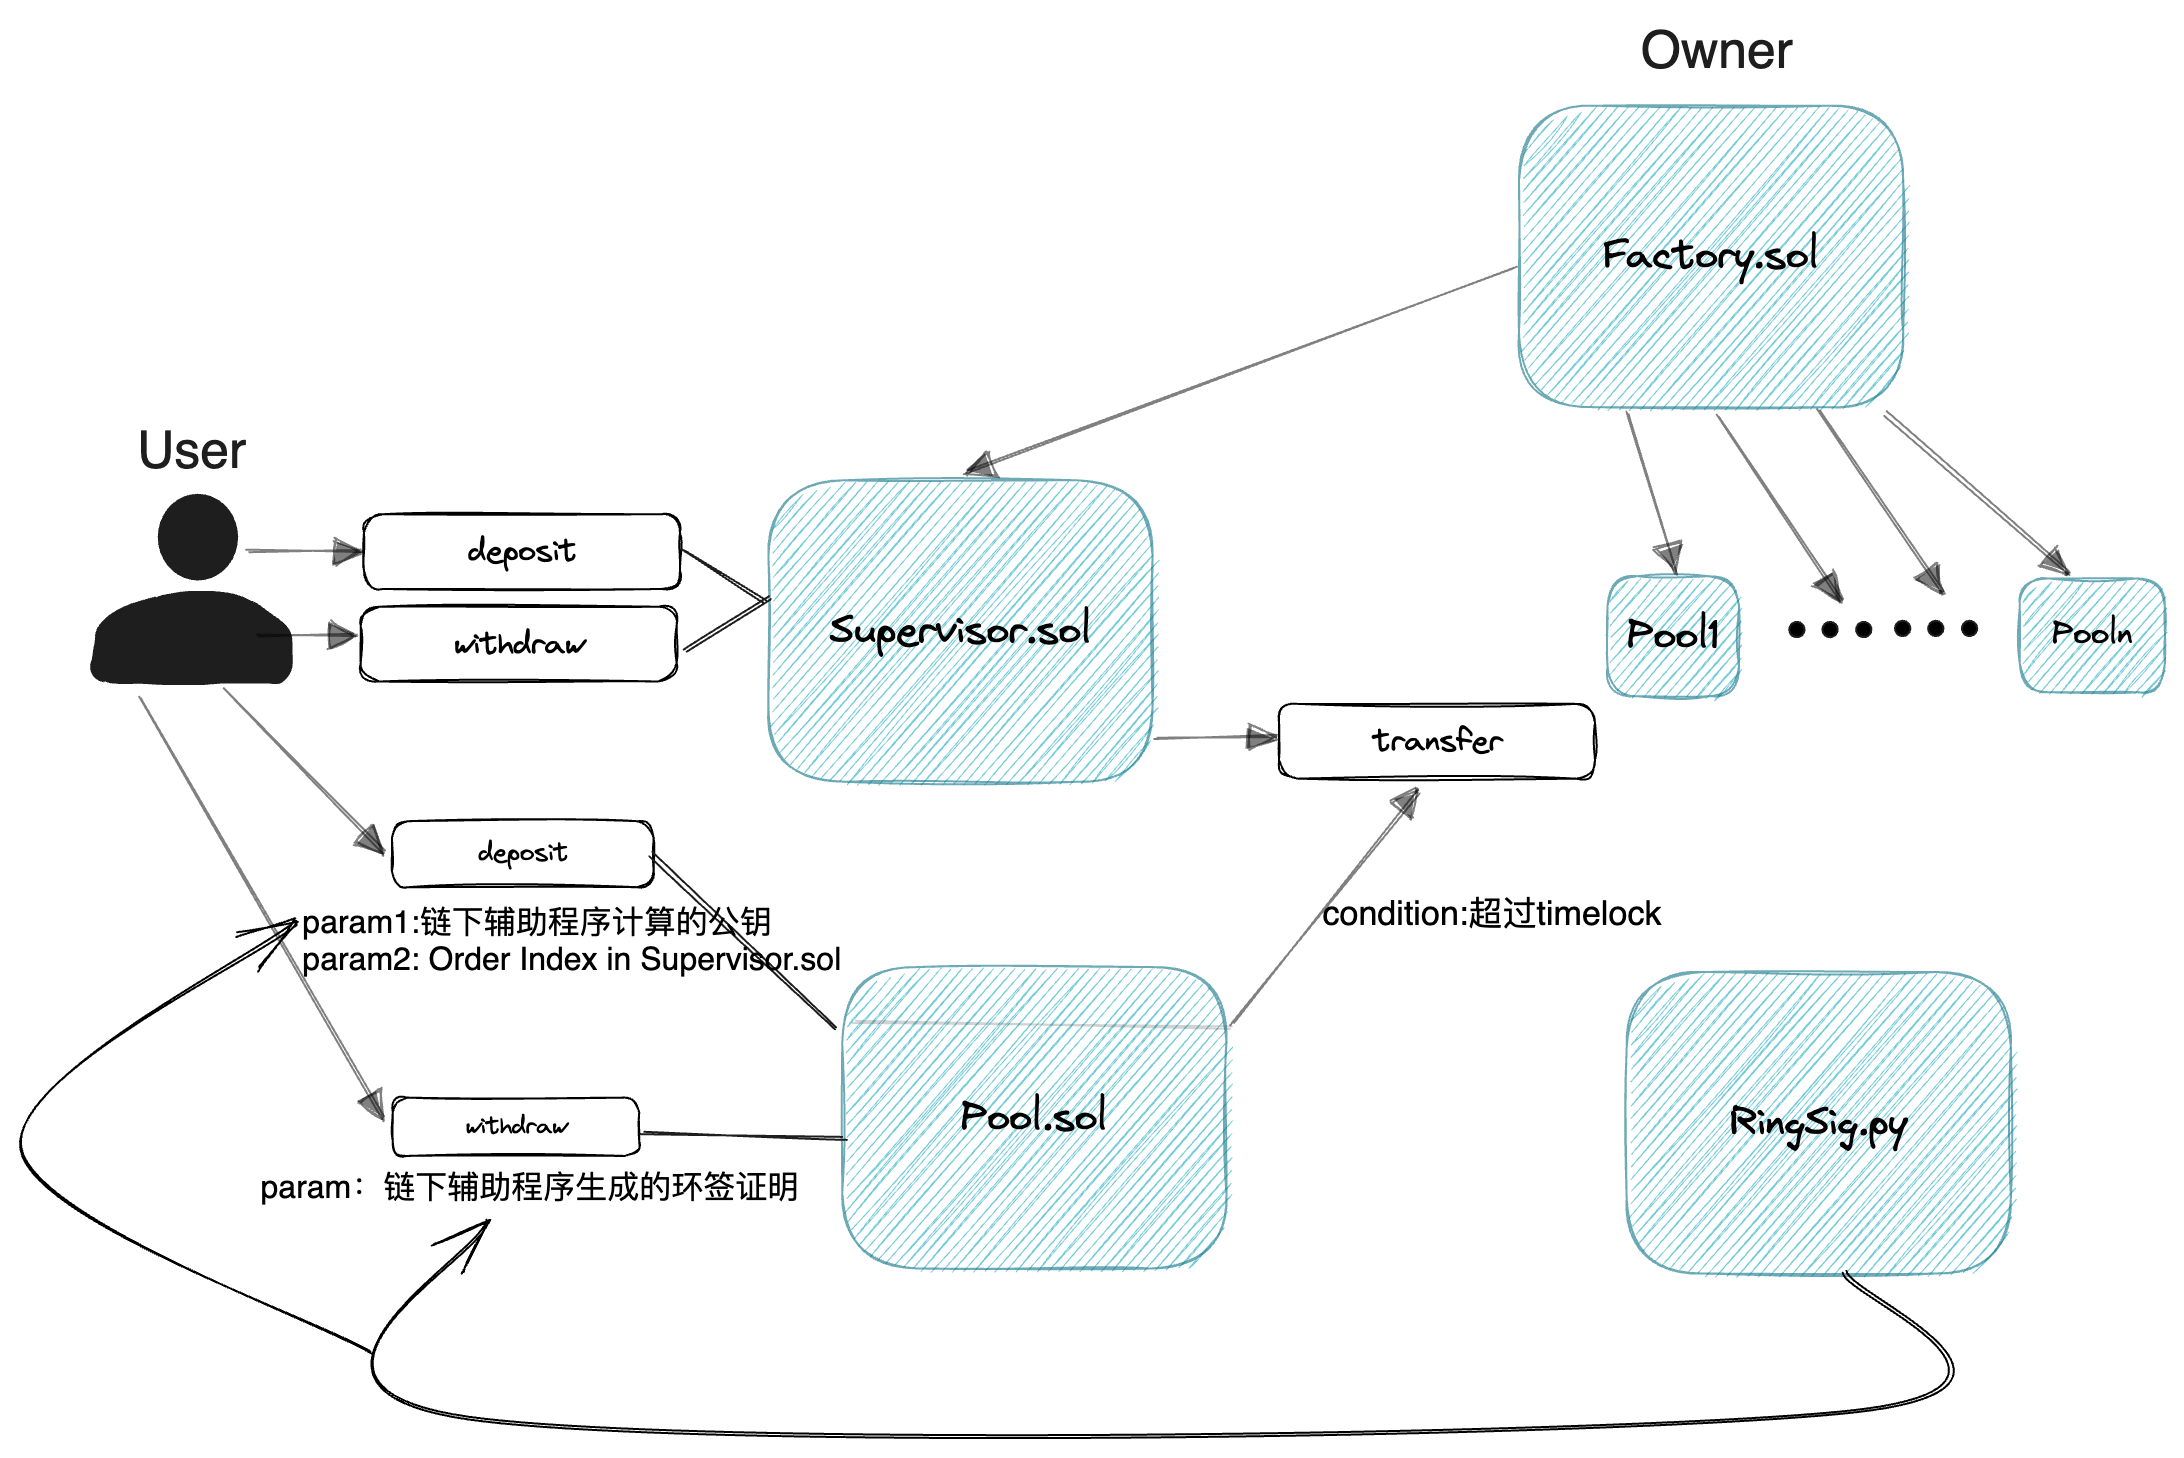 Owner
Factory.sol
User
deposit
withdraw
Supervisor.sol
Pool1
Pooln
transfer
deposit
param1:链下辅助程序计算的公钥
param2: Order Index in Supervisor.sol
condition:超过timelock
withdraw
param：链下辅助程序生成的环签证明
Pool.sol
RingSig.py